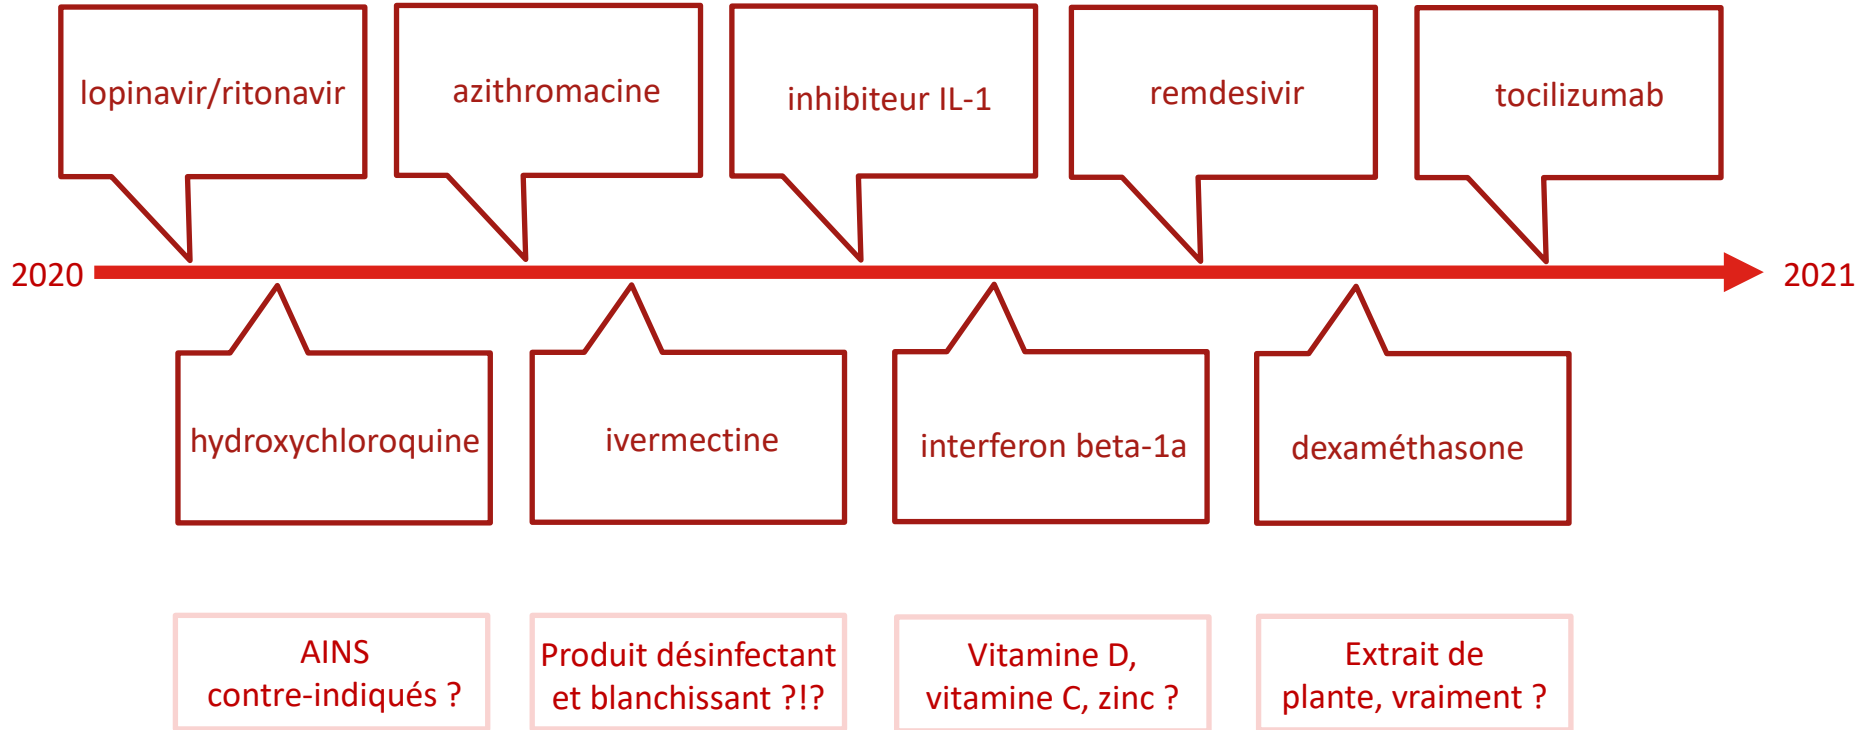 lopinavir/ritonavir
azithromacine
inhibiteur IL-1
remdesivir
tocilizumab
2020
2021
hydroxychloroquine
ivermectine
interferon beta-1a
dexaméthasone
AINS
contre-indiqués ?
Produit désinfectant
et blanchissant ?!?
Vitamine D,
vitamine C, zinc ?
Extrait de
plante, vraiment ?